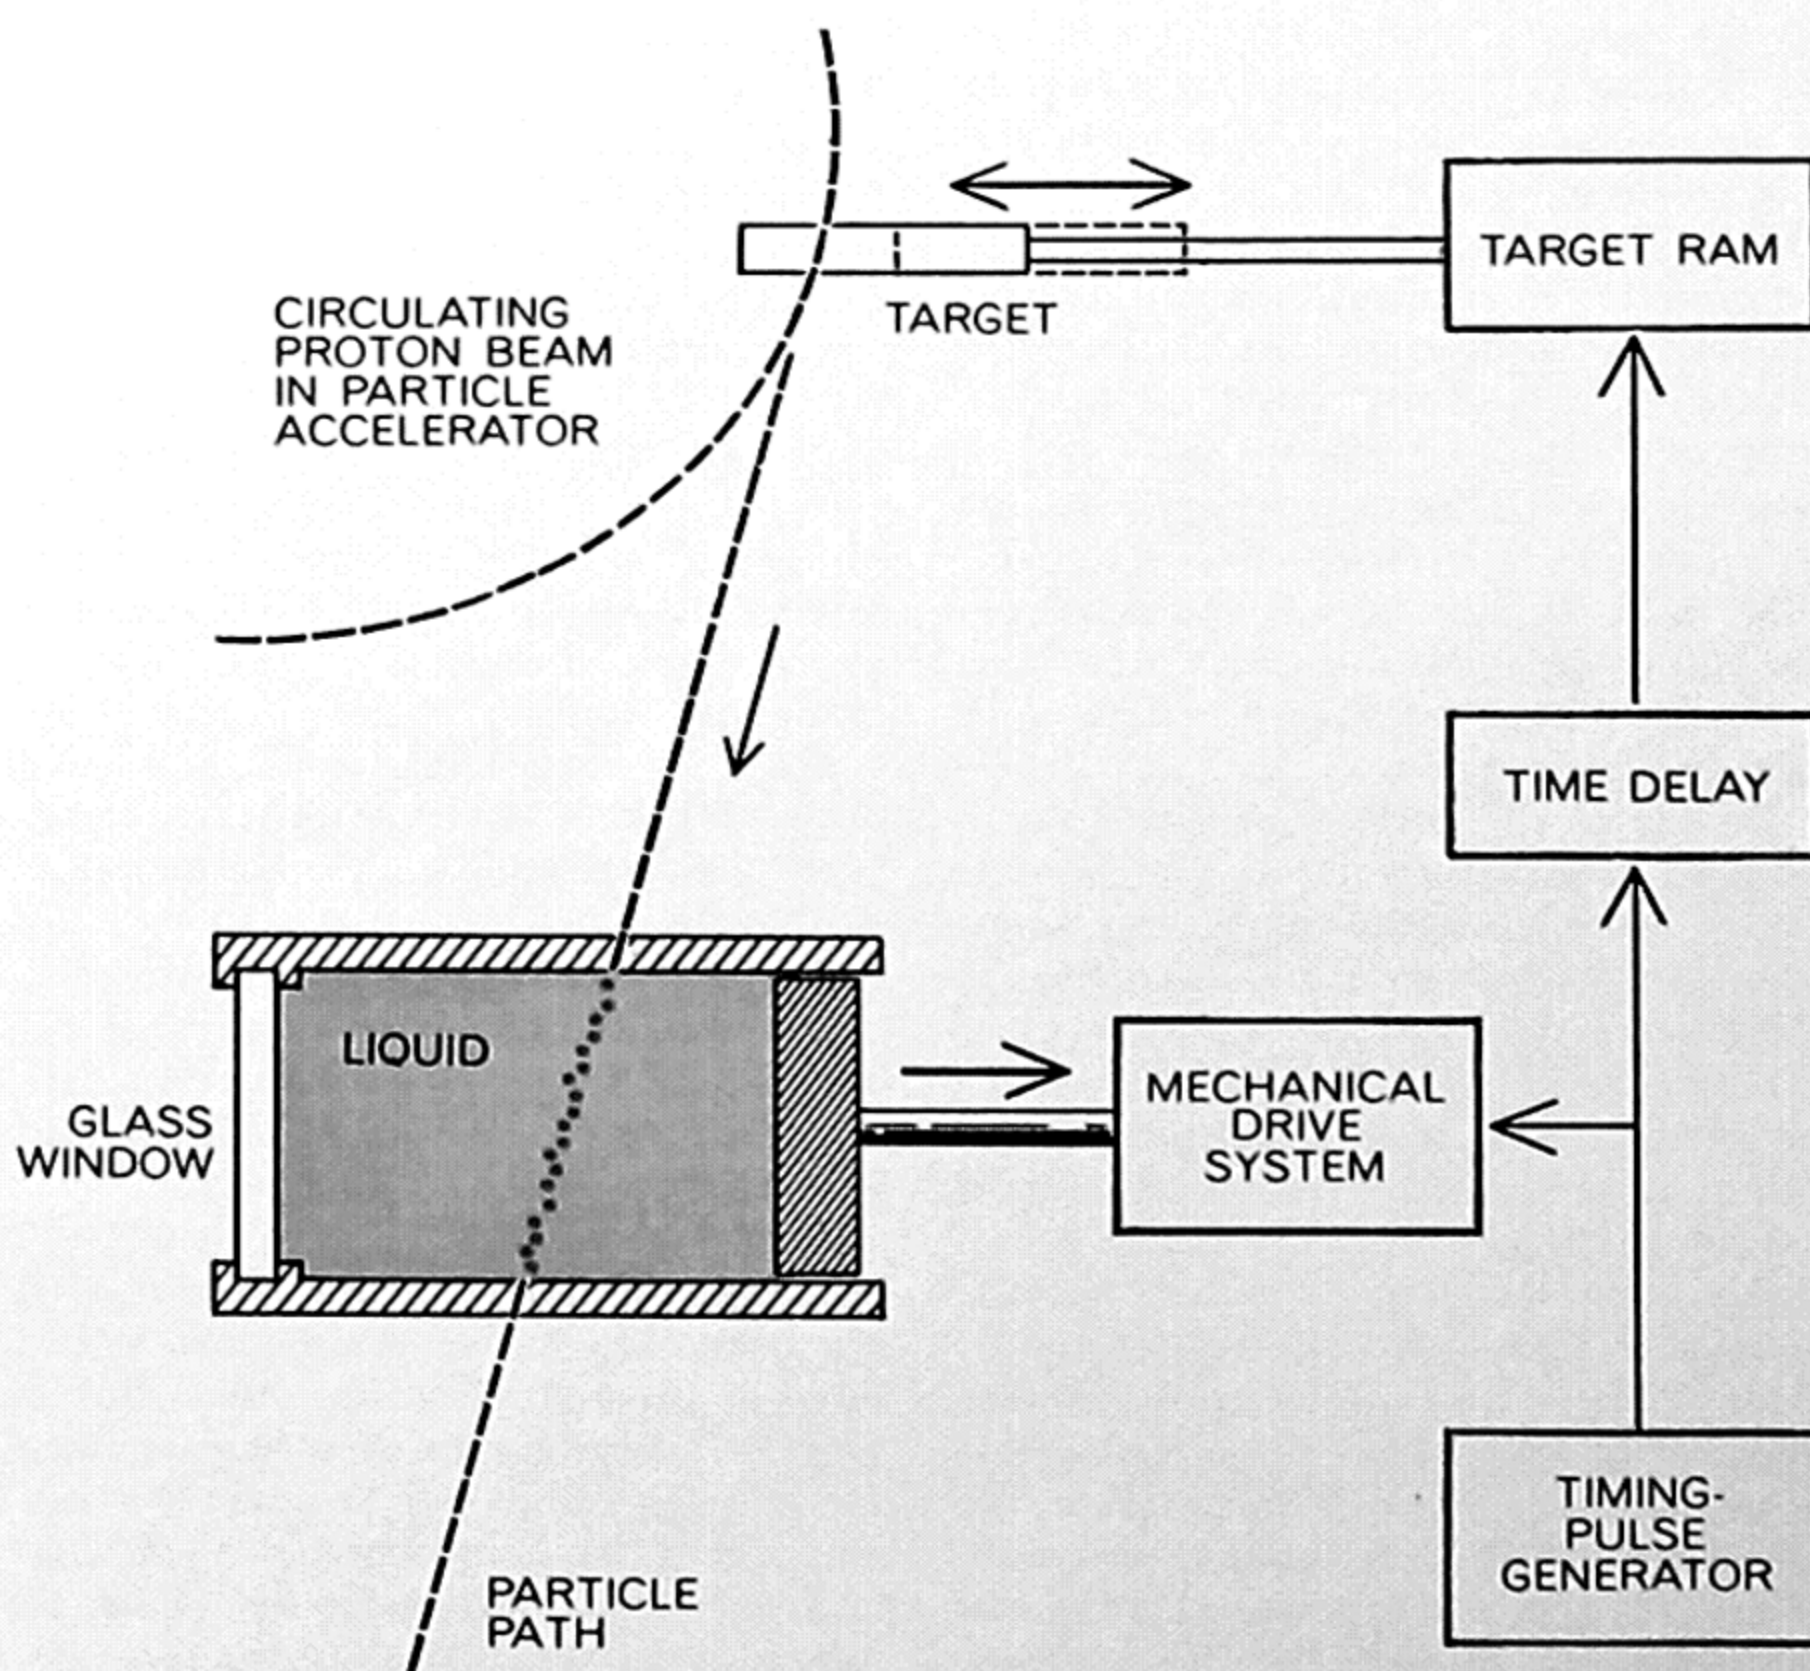 CIRCULATING
PROTON BEAM
IN PARTICLE
ACCELERATOR
TARGET
TARGET RAM
TIME DELAY
LIQUID
GLASS
WINDOW
MECHANICAL
DRIVE
SYSTEM
TIMING-
PULSE
GENERATOR
PARTICLE
PATH